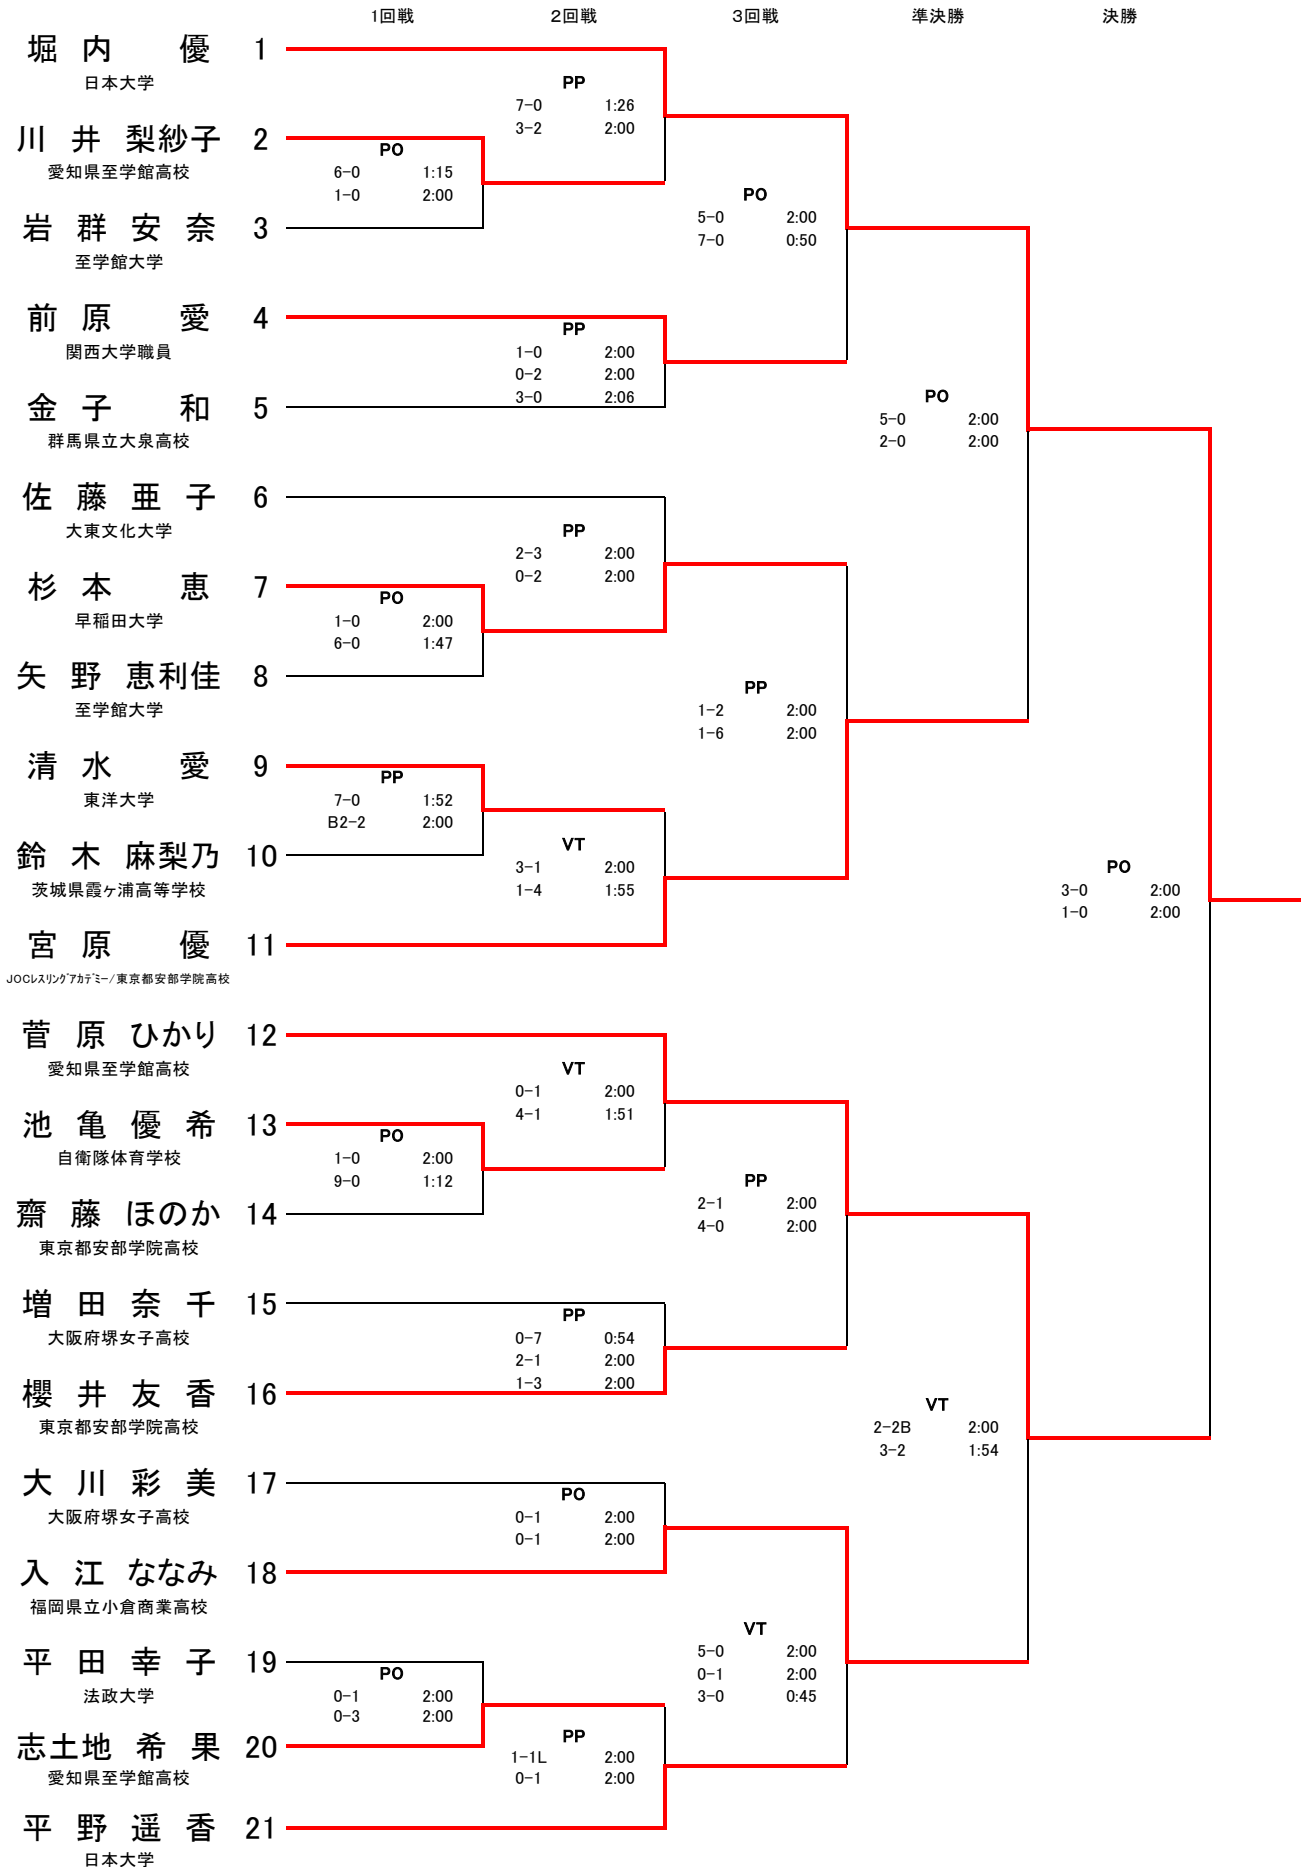 1回戦 2回戦 3回戦 準決勝 決勝
堀 内 優 1
日本大学
PP
7-0 1:26
3-2 2:00
川 井 梨紗子 2
愛知県至学館高校
PO
6-0 1:15
1-0 2:00
岩 群 安 奈 3
至学館大学
PO
5-0 2:00
7-0 0:50
前 原 愛 4
関西大学職員
PP
1-0 2:00
0-2 2:00
3-0 2:06
金 子 和 5
群馬県立大泉高校
PO
5-0 2:00
2-0 2:00
佐 藤 亜 子 6
大東文化大学
PP
2-3 2:00
0-2 2:00
杉 本 恵 7
早稲田大学
PO
1-0 2:00
6-0 1:47
矢 野 恵利佳 8
至学館大学
PP
1-2 2:00
1-6 2:00
清 水 愛 9
東洋大学
PP
7-0 1:52
B2-2 2:00
鈴 木 麻梨乃 10
茨城県霞ヶ浦高等学校
VT
3-1 2:00
1-4 1:55
PO
3-0 2:00
1-0 2:00
宮 原 優 11
JOCレスリングアカデミー/東京都安部学院高校
菅 原 ひかり 12
愛知県至学館高校
VT
0-1 2:00
4-1 1:51
池 亀 優 希 13
自衛隊体育学校
PO
1-0 2:00
9-0 1:12
齋 藤 ほのか 14
東京都安部学院高校
PP
2-1 2:00
4-0 2:00
増 田 奈 千 15
大阪府堺女子高校
PP
0-7 0:54
2-1 2:00
1-3 2:00
櫻 井 友 香 16
東京都安部学院高校
VT
2-2B 2:00
3-2 1:54
大 川 彩 美 17
大阪府堺女子高校
PO
0-1 2:00
0-1 2:00
入 江 ななみ 18
福岡県立小倉商業高校
VT
5-0 2:00
0-1 2:00
3-0 0:45
平 田 幸 子 19
法政大学
PO
0-1 2:00
0-3 2:00
志土地 希 果 20
愛知県至学館高校
PP
1-1L 2:00
0-1 2:00
平 野 遥 香 21
日本大学